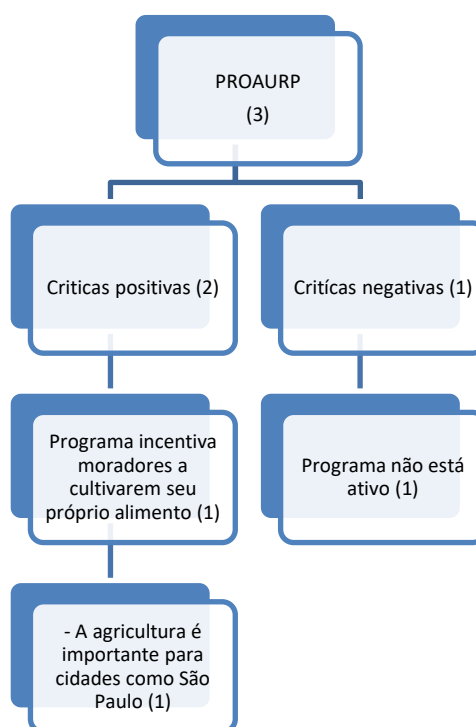 PROAURP
(3)
Criticas positivas (2)
Critícas negativas (1)
Programa incentiva
moradores a
cultivarem seu
próprio alimento (1)
Programa não está
ativo (1)
- A agricultura é
importante para
cidades como São
Paulo (1)